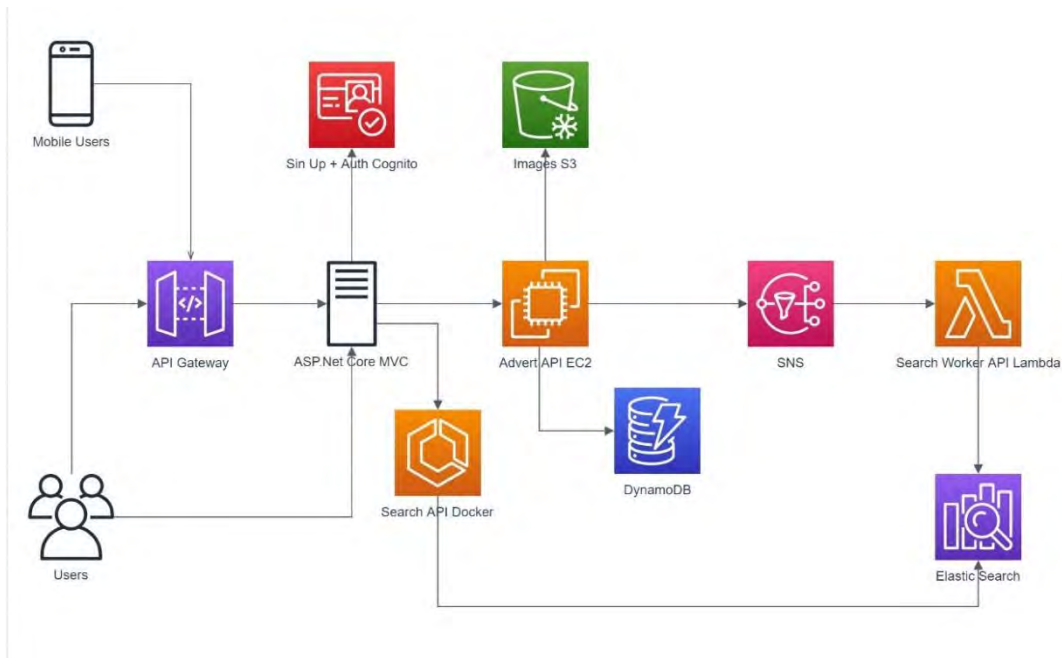 Mobile Users
Sin Up + Auth Cognito
Images S3
API Gateway
ASP.Net Core MVC
Advert API EC2
SNS
Search Worker API Lambda
DynamoDB
Search API Docker
Users
Elastic Search